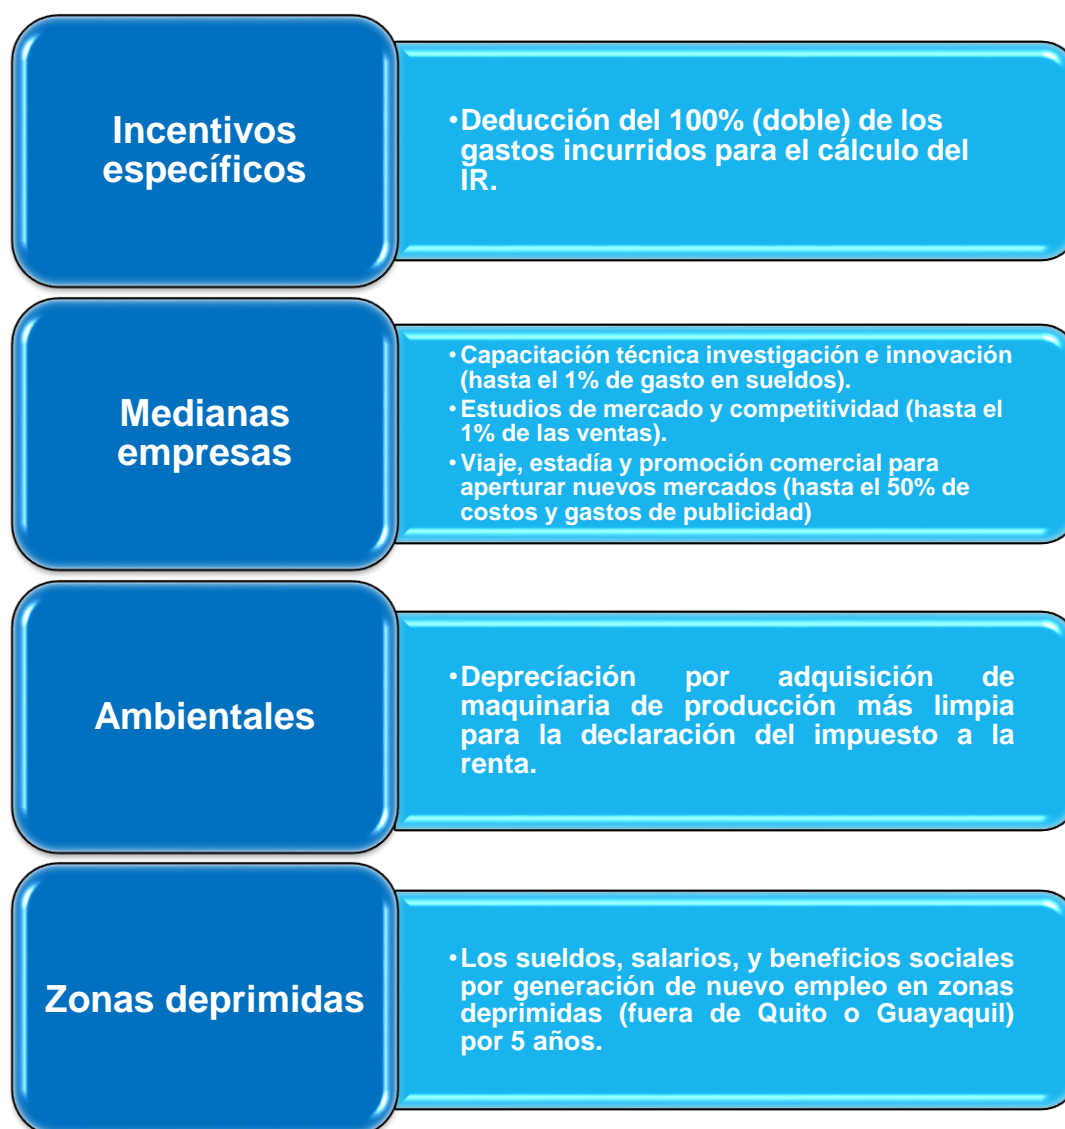 Incentivos
específicos
•Deducción del 100% (doble) de los
gastos incurridos para el cálculo del
IR.
Medianas
empresas
•Capacitación técnica investigación e innovación
(hasta el 1% de gasto en sueldos).
•Estudios de mercado y competitividad (hasta el
1% de las ventas).
•Viaje, estadía y promoción comercial para
aperturar nuevos mercados (hasta el 50% de
costos y gastos de publicidad)
Ambientales
•Deprecíación por adquisición de
maquinaria de producción más limpia
para la declaración del impuesto a la
renta.
Zonas deprimidas
•Los sueldos, salarios, y beneficios sociales
por generación de nuevo empleo en zonas
deprimidas (fuera de Quito o Guayaquil)
por 5 años.